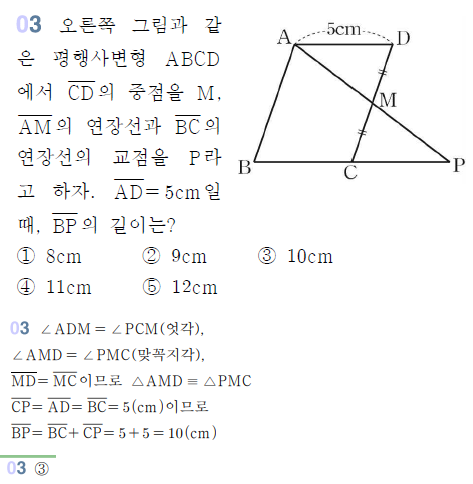 03 오른쪽 그림과 같
은 평행사변형 ABCD
에서 CD의 중점을 M,
AM의 연장선과 BC의
연장선의 교점을 P라
고 하자. AD=5cm일
때, BP의 길이는?
① 8cm ② 9cm ③ 10cm
④ 11cm ⑤ 12cm
5cm
A D
M
B C P
03 ∠ADM=∠PCM(엇각),
∠AMD=∠PMC(맞꼭지각),
MD=MC이므로 △AMD≡△PMC
CP=AD=BC=5(cm)이므로
BP=BC+CP=5+5=10(cm)
03 ③